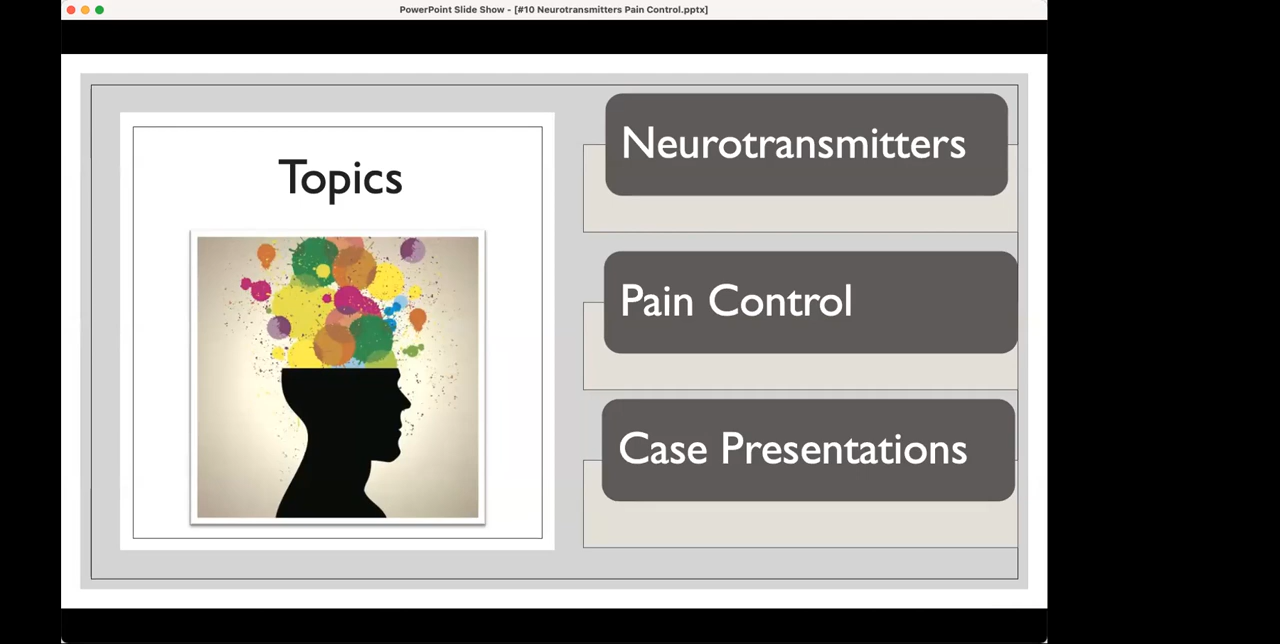 PowerPoint Slide Show - [#10 Neurotransmitters Pain Control.pptx]
Topics
Neurotransmitters
Pain Control
Case Presentations